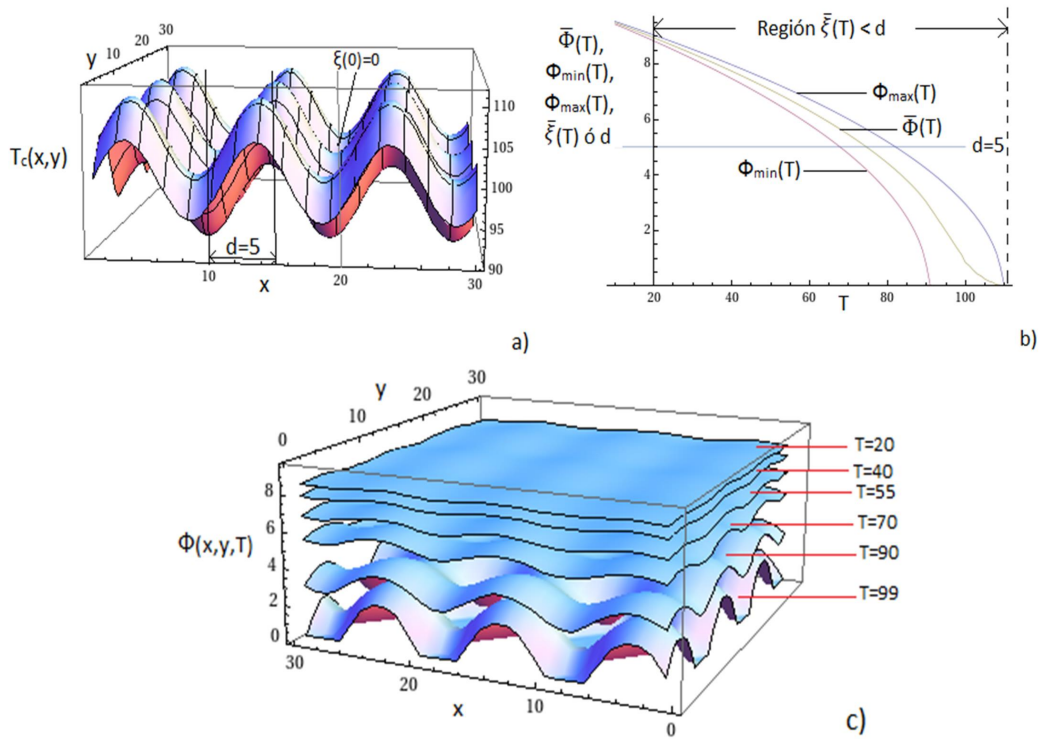 30
20
y
10
ξ(0)=0
110
105
T_c(x,y)
100
95
90
d=5
10
20
30
x
a)
Φ̄(T),
Φmin(T),
Φmax(T),
ξ̄(T) ó d
Región ξ̄(T) < d
8
6
4
2
Φmax(T)
Φ̄(T)
d=5
Φmin(T)
20
40
60
80
100
T
b)
30
y
20
10
0
8
6
Φ(x,y,T)
4
2
0
T=20
T=40
T=55
T=70
T=90
T=99
30
20
x
10
0
c)